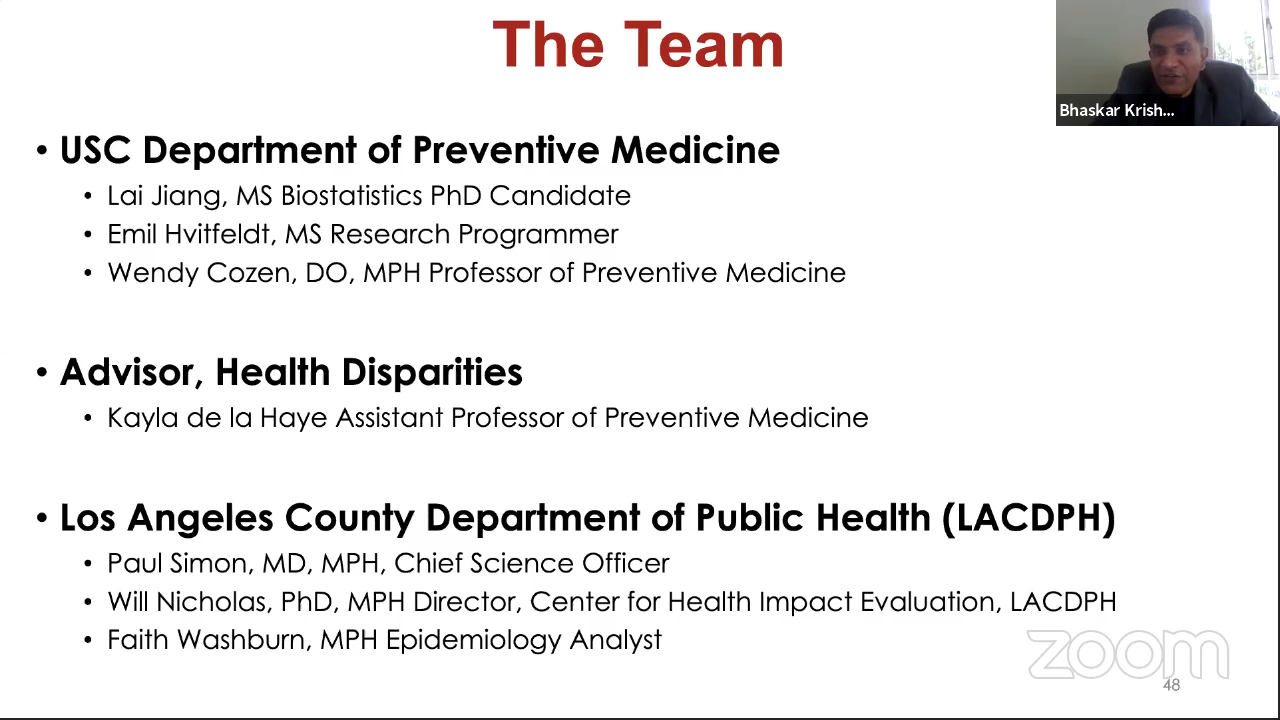 The Team
Bhaskar Krish...
• USC Department of Preventive Medicine
• Lai Jiang, MS Biostatistics PhD Candidate
• Emil Hvitfeldt, MS Research Programmer
• Wendy Cozen, DO, MPH Professor of Preventive Medicine
• Advisor, Health Disparities
• Kayla de la Haye Assistant Professor of Preventive Medicine
• Los Angeles County Department of Public Health (LACDPH)
• Paul Simon, MD, MPH, Chief Science Officer
• Will Nicholas, PhD, MPH Director, Center for Health Impact Evaluation, LACDPH
• Faith Washburn, MPH Epidemiology Analyst
zoom
48